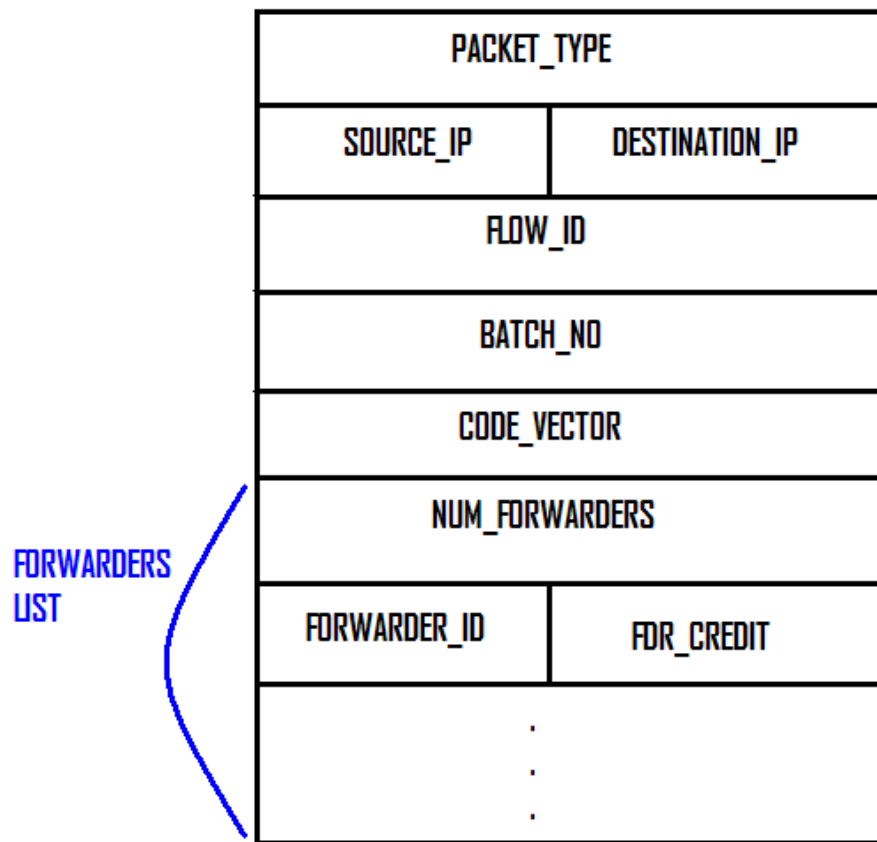 PACKET_TYPE
SOURCE_IP
DESTINATION_IP
FLOW_ID
BATCH_NO
CODE_VECTOR
NUM_FORWARDERS
FORWARDERS
LIST
FORWARDER_ID
FDR_CREDIT
.
.
.